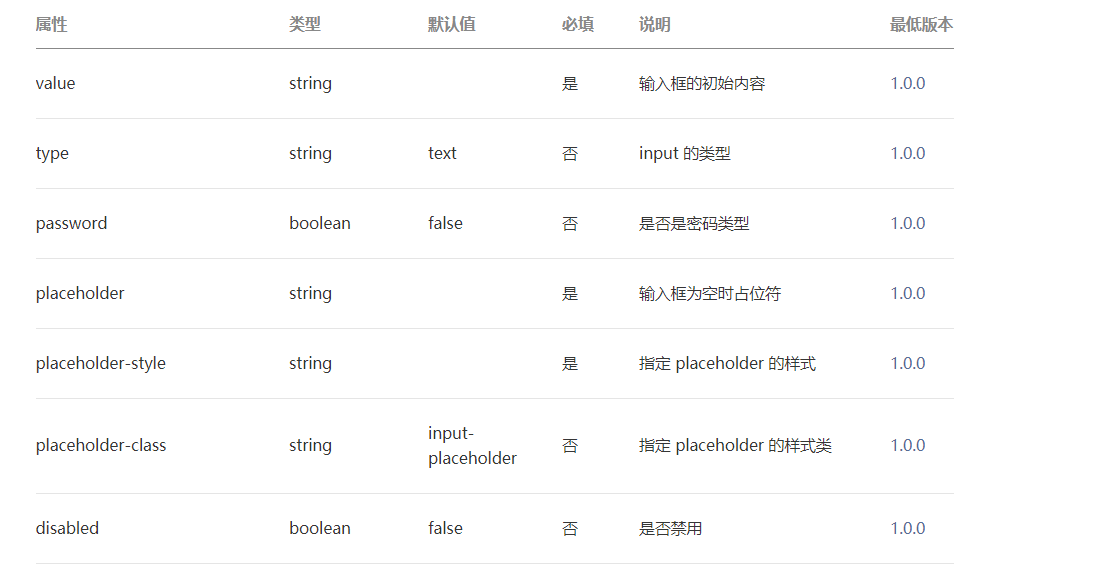 属性 类型 默认值 必填 说明 最低版本
value string 是 输入框的初始内容 1.0.0
type string text 否 input 的类型 1.0.0
password boolean false 否 是否是密码类型 1.0.0
placeholder string 是 输入框为空时占位符 1.0.0
placeholder-style string 是 指定 placeholder 的样式 1.0.0
placeholder-class string input-
placeholder 否 指定 placeholder 的样式类 1.0.0
disabled boolean false 否 是否禁用 1.0.0